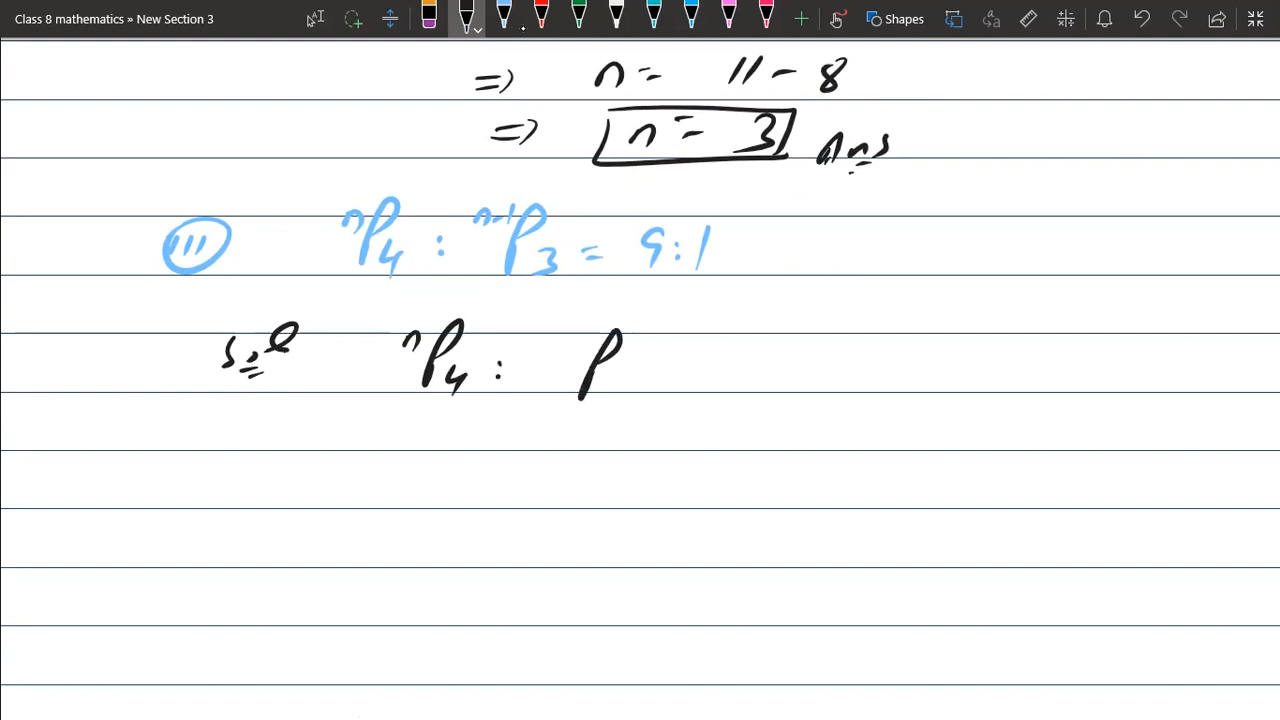 Class 8 mathematics » New Section 3
Shapes
=> n = 11 - 8
=> n = 3 Ans
(iii) ⁿP₄ : ⁿ⁻¹P₃ = 9 : 1
Sol ⁿP₄ : P